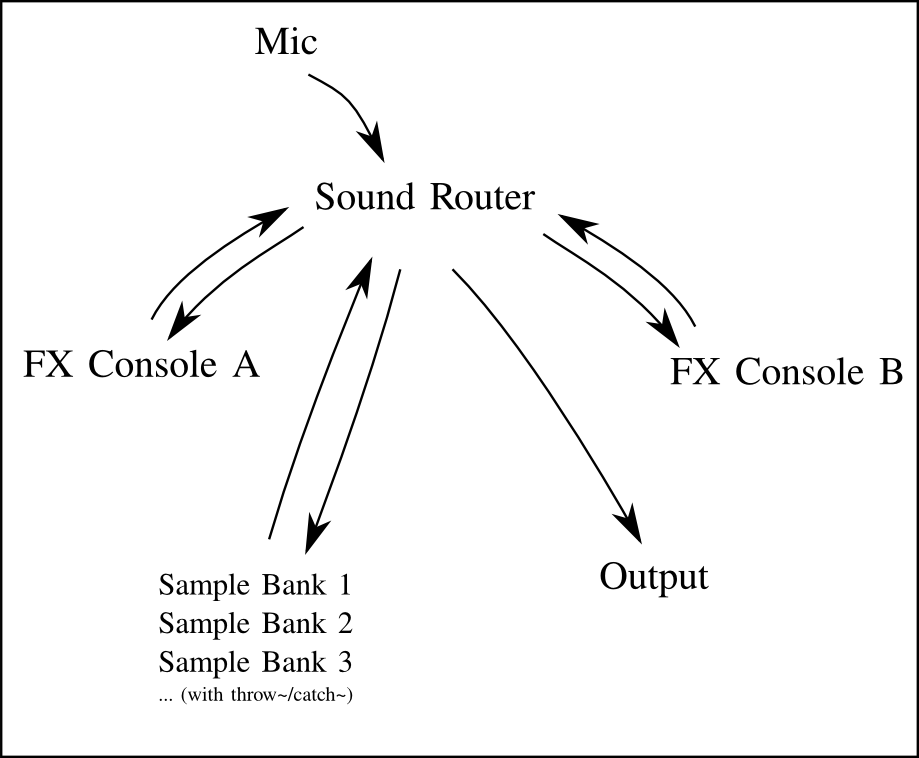 Mic
Sound Router
FX Console A
FX Console B
Sample Bank 1
Sample Bank 2
Sample Bank 3
... (with throw~/catch~)
Output